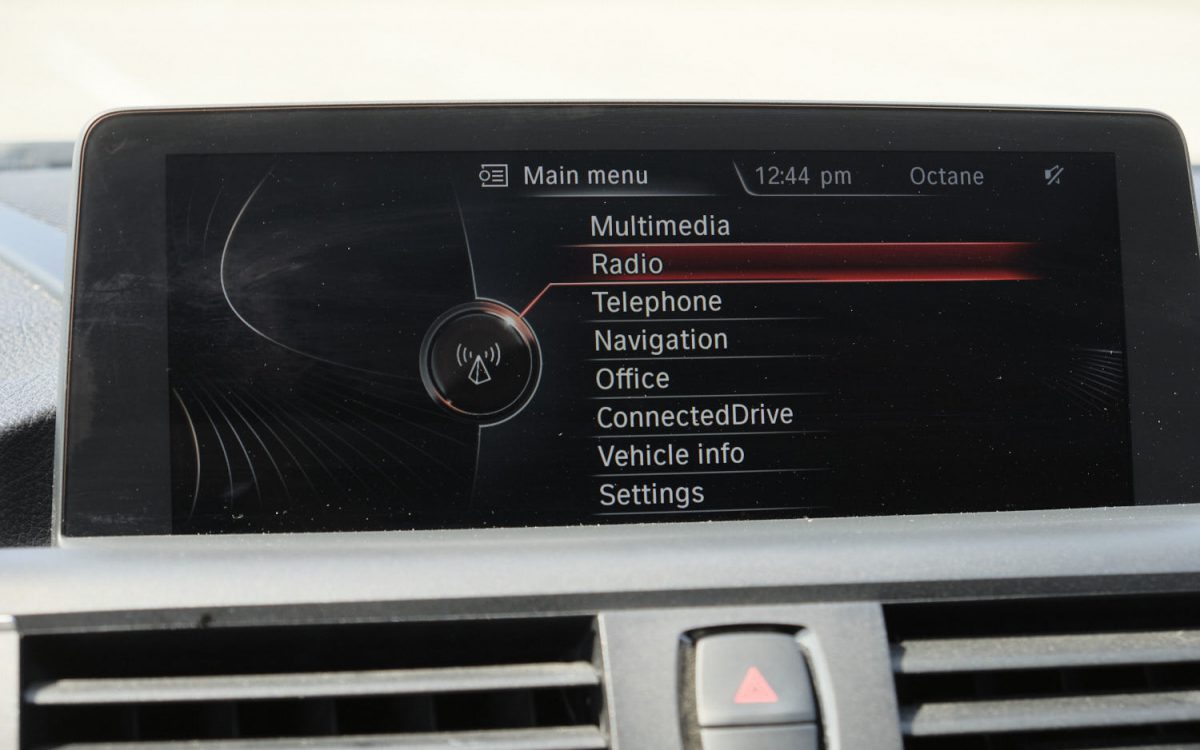 Main menu 12:44 pm Octane
Multimedia
Radio
Telephone
Navigation
Office
ConnectedDrive
Vehicle info
Settings